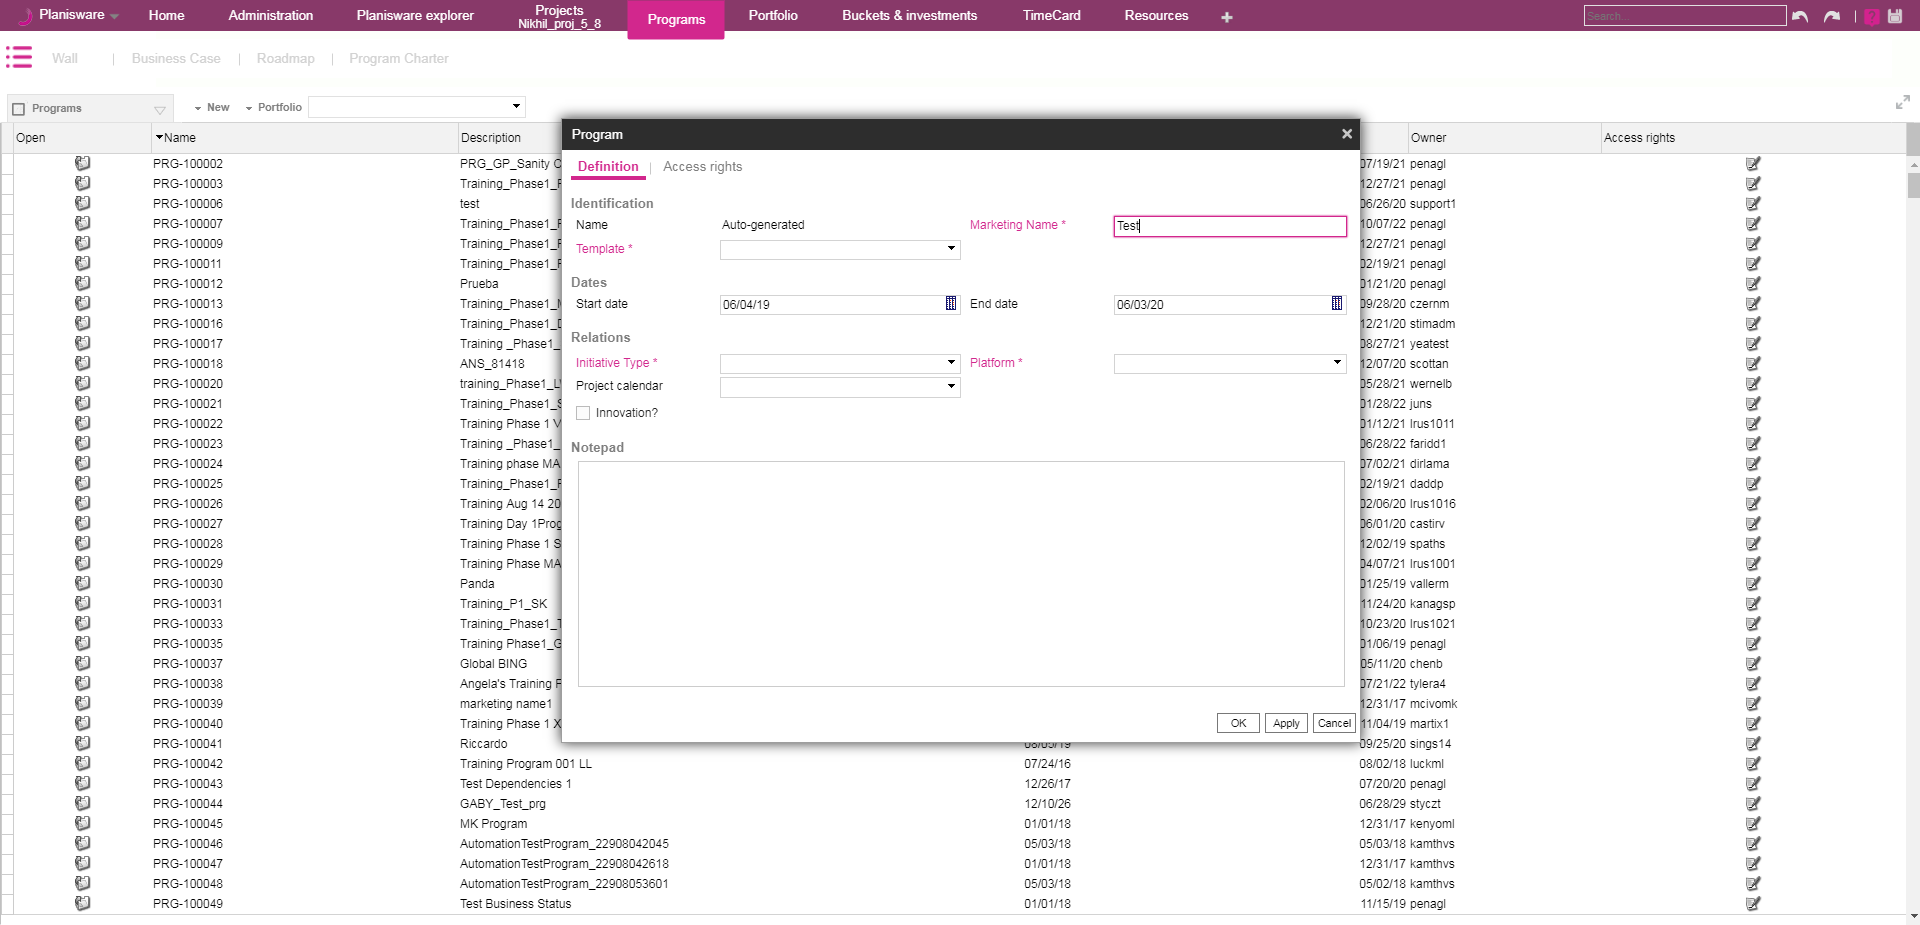 Planisware Home Administration Planisware explorer Projects Nikhil_proj_5_8 Programs Portfolio Buckets & investments TimeCard Resources + Search... ?
Wall | Business Case | Roadmap | Program Charter
Programs New Portfolio
Open Name Description Owner Access rights
Program
Definition | Access rights
Identification
Name Auto-generated Marketing Name * Test
Template *
Dates
Start date 06/04/19 End date 06/03/20
Relations
Initiative Type * Platform *
Project calendar
Innovation?
Notepad
OK Apply Cancel
PRG-100002 PRG_GP_Sanity 07/19/21 penagl
PRG-100003 Training_Phase1_ 12/27/21 penagl
PRG-100006 test 06/26/20 support1
PRG-100007 Training_Phase1_ 10/07/22 penagl
PRG-100009 Training_Phase1_ 12/27/21 penagl
PRG-100011 Training_Phase1_ 02/19/21 penagl
PRG-100012 Prueba 01/21/20 penagl
PRG-100013 Training_Phase1_ 09/28/20 czernm
PRG-100016 Training_Phase1_ 12/21/20 stimadm
PRG-100017 Training _Phase1_ 08/27/21 yeatest
PRG-100018 ANS_81418 12/07/20 scottan
PRG-100020 training_Phase1_ 05/28/21 wernelb
PRG-100021 Training_Phase1_S 01/28/22 juns
PRG-100022 Training Phase 1 V 01/12/21 lrus1011
PRG-100023 Training _Phase1_ 06/28/22 faridd1
PRG-100024 Training phase MA 07/02/21 dirlama
PRG-100025 Training_Phase1_ 02/19/21 daddp
PRG-100026 Training Aug 14 20 02/06/20 lrus1016
PRG-100027 Training Day 1Prog 06/01/20 castirv
PRG-100028 Training Phase 1 S 12/02/19 spaths
PRG-100029 Training Phase MA 04/07/21 lrus1001
PRG-100030 Panda 01/25/19 vallerm
PRG-100031 Training_P1_SK 11/24/20 kanagsp
PRG-100033 Training_Phase1_ 10/23/20 lrus1021
PRG-100035 Training Phase1_G 01/06/19 penagl
PRG-100037 Global BING 05/11/20 chenb
PRG-100038 Angela's Training 07/21/22 tylera4
PRG-100039 marketing name1 12/31/17 mcivomk
PRG-100040 Training Phase 1 X 11/04/19 martix1
PRG-100041 Riccardo 08/05/19 09/25/20 sings14
PRG-100042 Training Program 001 LL 07/24/16 08/02/18 luckml
PRG-100043 Test Dependencies 1 12/26/17 07/20/20 penagl
PRG-100044 GABY_Test_prg 12/10/26 06/28/29 styczt
PRG-100045 MK Program 01/01/18 12/31/17 kenyoml
PRG-100046 AutomationTestProgram_22908042045 05/03/18 05/03/18 kamthvs
PRG-100047 AutomationTestProgram_22908042618 01/01/18 12/31/17 kamthvs
PRG-100048 AutomationTestProgram_22908053601 05/03/18 05/02/18 kamthvs
PRG-100049 Test Business Status 01/01/18 11/15/19 penagl